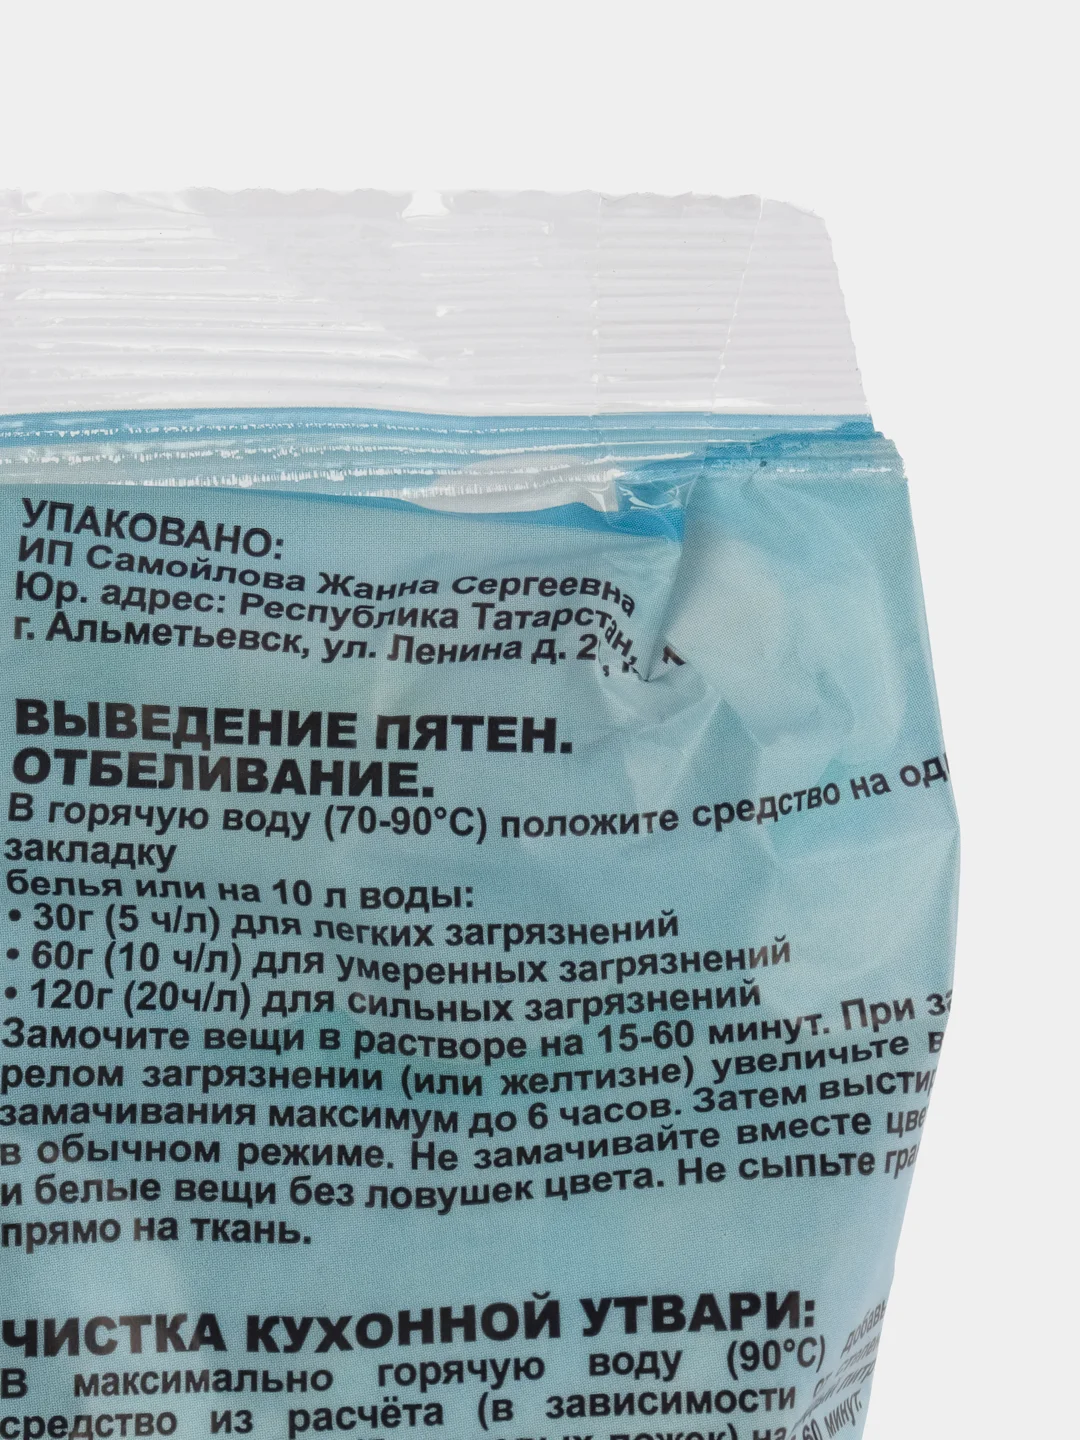 УПАКОВАНО:
ИП Самойлова Жанна Сергеевна
Юр. адрес: Республика Татарстан,
г. Альметьевск, ул. Ленина д.
ВЫВЕДЕНИЕ ПЯТЕН.
ОТБЕЛИВАНИЕ.
В горячую воду (70-90°С) положите средство на
закладку
белья или на 10 л воды:
• 30г (5 ч/л) для легких загрязнений
• 60г (10 ч/л) для умеренных загрязнений
• 120г (20ч/л) для сильных загрязнений
Замочите вещи в растворе на 15-60 минут. При
релом загрязнении (или желтизне) увеличьте
замачивания максимум до 6 часов. Затем
в обычном режиме. Не замачивайте вместе
и белые вещи без ловушек цвета. Не сыпьте
прямо на ткань.
ЧИСТКА КУХОННОЙ УТВАРИ:
В максимально горячую воду (90°С)
средство из расчёта (в зависимости
60 минут.